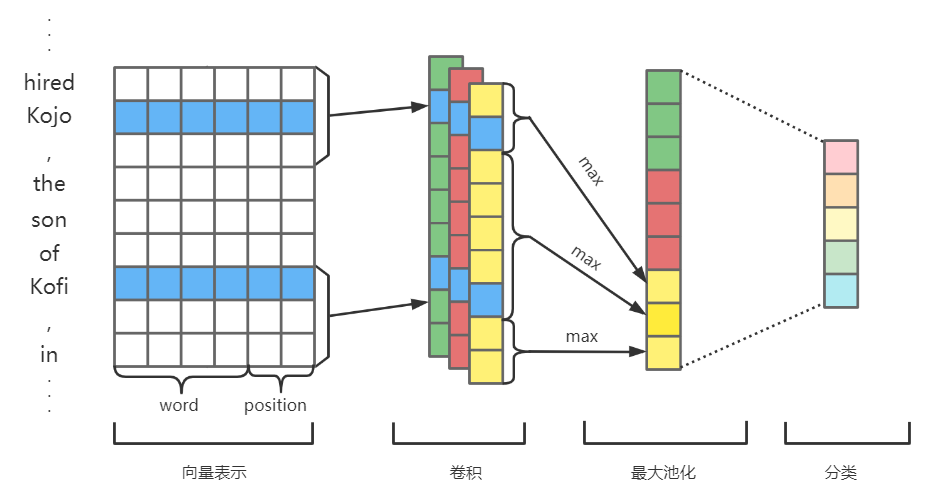 hired
Kojo
,
the
son
of
Kofi
,
in
word
position
max
max
max
向量表示
卷积
最大池化
分类